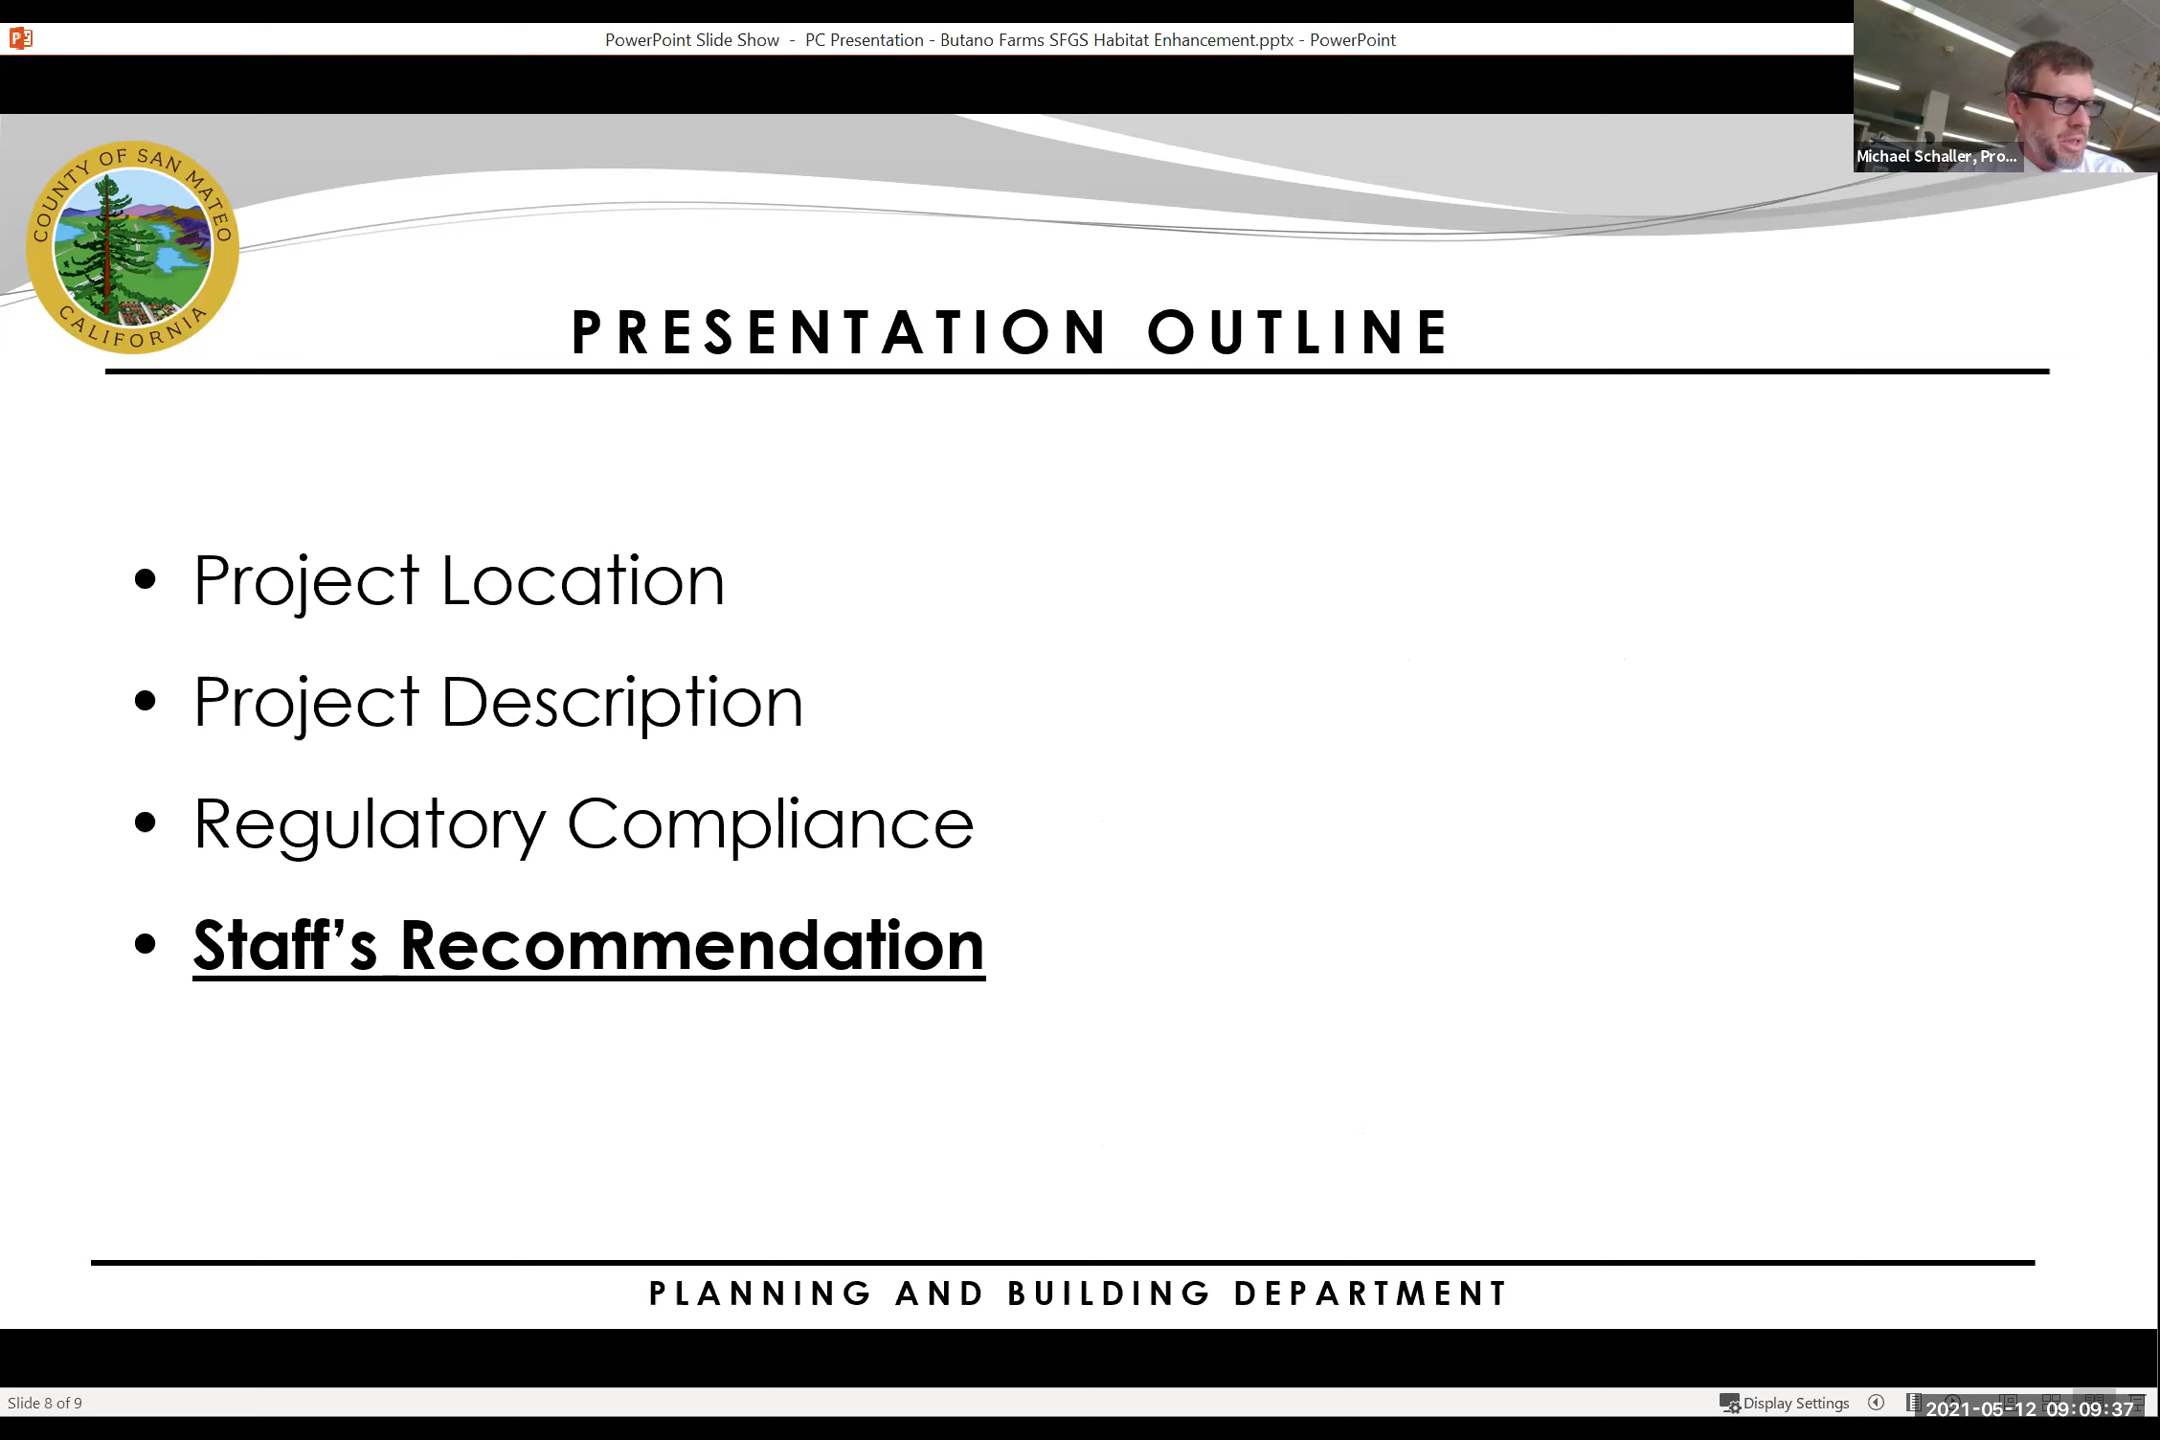 PowerPoint Slide Show - PC Presentation - Butano Farms SFGS Habitat Enhancement.pptx - PowerPoint
Michael Schaller, Pro...
COUNTY OF SAN MATEO
CALIFORNIA
PRESENTATION OUTLINE
• Project Location
• Project Description
• Regulatory Compliance
• Staff’s Recommendation
PLANNING AND BUILDING DEPARTMENT
Slide 8 of 9
Display Settings
2021-05-12 09:09:37